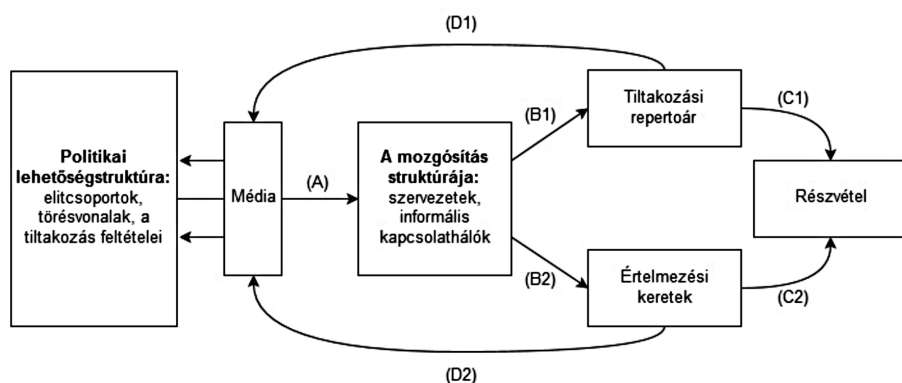 (D1)
Politikai
lehetőségstruktúra:
elitcsoportok,
törésvonalak, a
tiltakozás feltételei
Média
(A)
A mozgósítás
struktúrája:
szervezetek,
informális
kapcsolathálók
(B1)
(B2)
Tiltakozási
repertoár
Értelmezési
keretek
(C1)
(C2)
Részvétel
(D2)